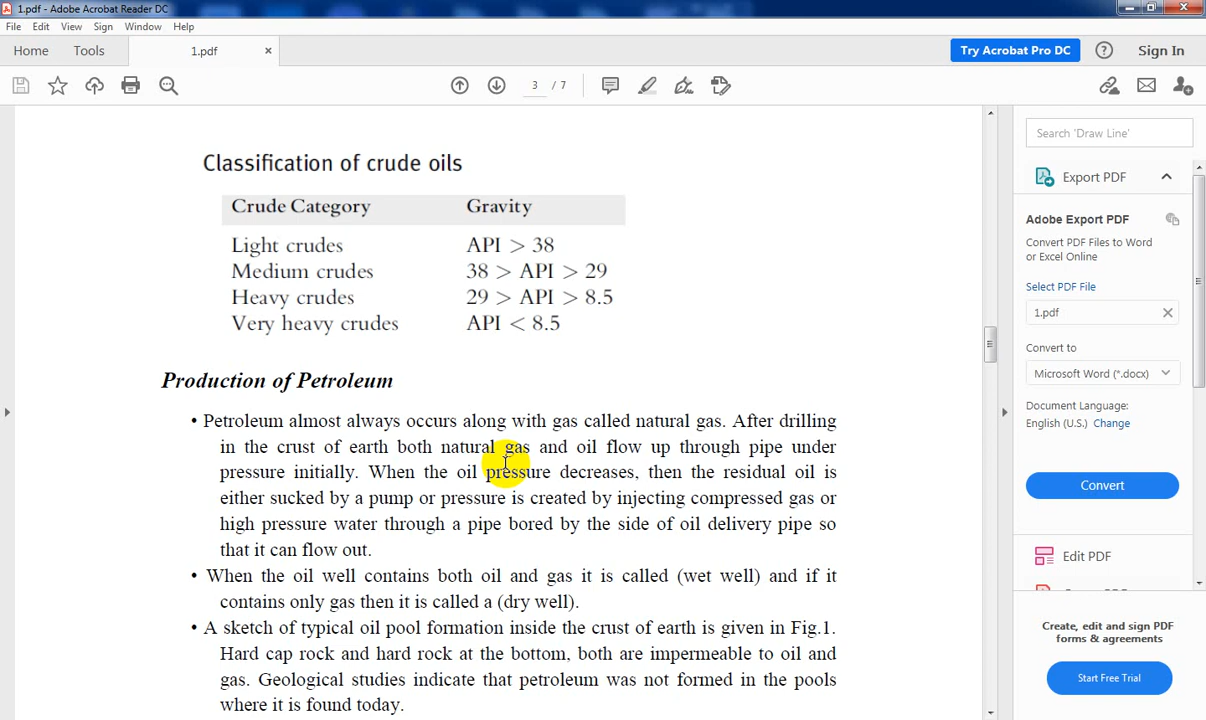 1.pdf - Adobe Acrobat Reader DC
File Edit View Sign Window Help
Home Tools 1.pdf × Try Acrobat Pro DC ? Sign In
3 / 7
Classification of crude oils
Crude Category Gravity
Light crudes API > 38
Medium crudes 38 > API > 29
Heavy crudes 29 > API > 8.5
Very heavy crudes API < 8.5
Production of Petroleum
• Petroleum almost always occurs along with gas called natural gas. After drilling
in the crust of earth both natural gas and oil flow up through pipe under
pressure initially. When the oil pressure decreases, then the residual oil is
either sucked by a pump or pressure is created by injecting compressed gas or
high pressure water through a pipe bored by the side of oil delivery pipe so
that it can flow out.
• When the oil well contains both oil and gas it is called (wet well) and if it
contains only gas then it is called a (dry well).
• A sketch of typical oil pool formation inside the crust of earth is given in Fig.1.
Hard cap rock and hard rock at the bottom, both are impermeable to oil and
gas. Geological studies indicate that petroleum was not formed in the pools
where it is found today.
Search 'Draw Line'
Export PDF
Adobe Export PDF
Convert PDF Files to Word
or Excel Online
Select PDF File
1.pdf
Convert to
Microsoft Word (*.docx)
Document Language:
English (U.S.) Change
Convert
Edit PDF
Create, edit and sign PDF
forms & agreements
Start Free Trial